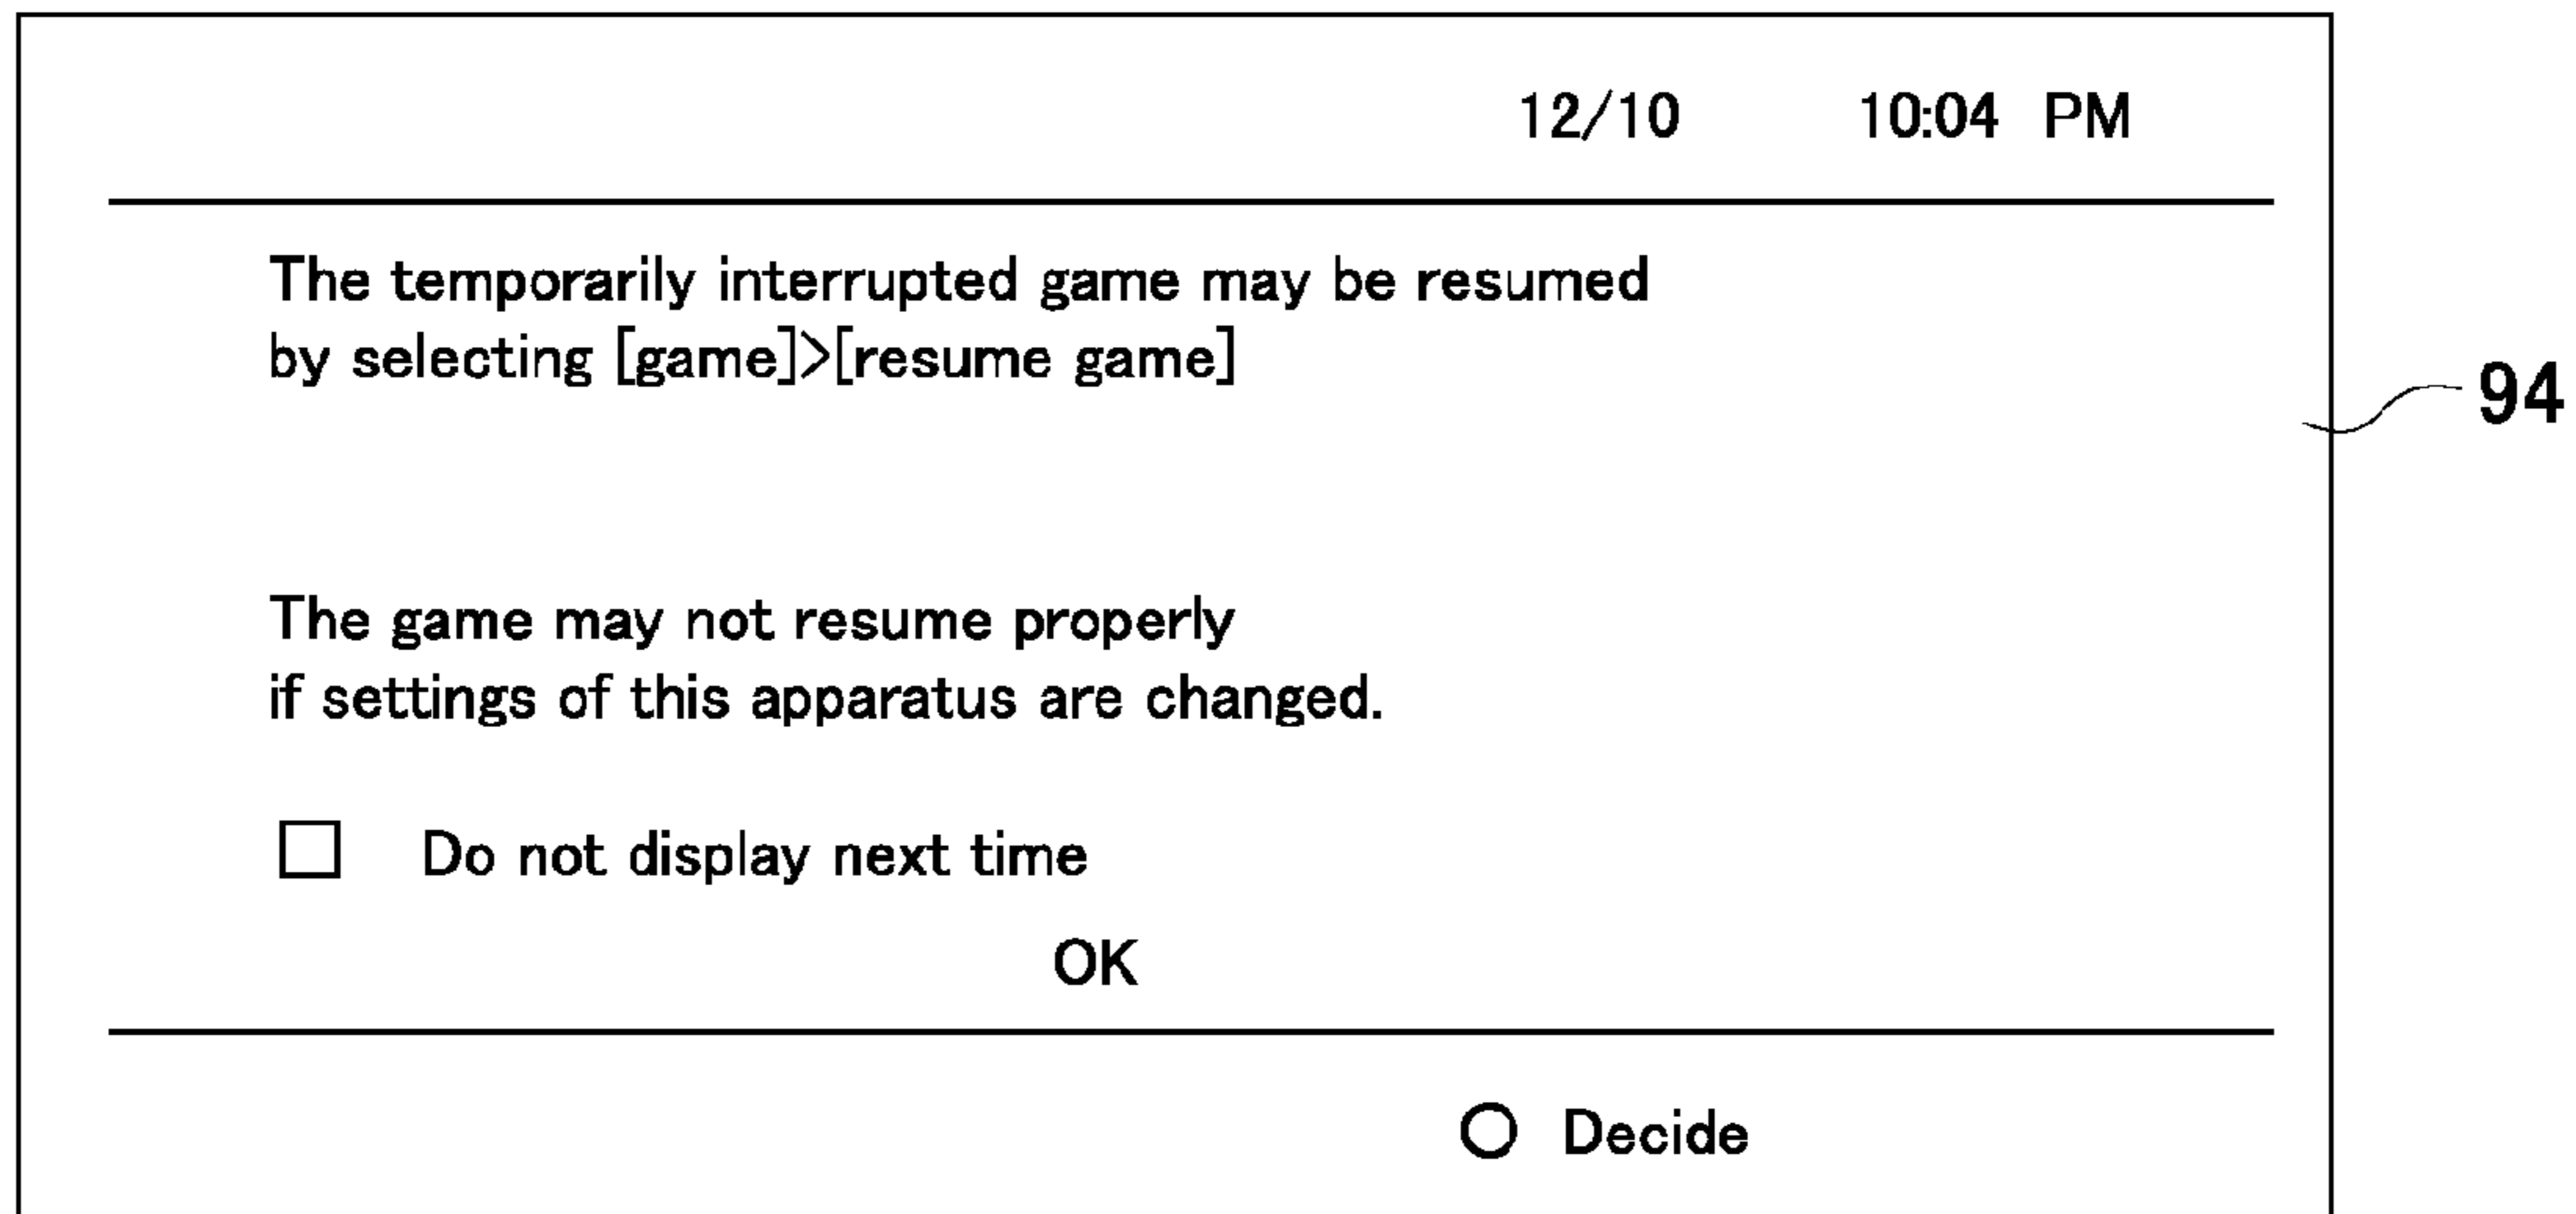 12/10 10:04 PM
The temporarily interrupted game may be resumed
by selecting [game]>[resume game]
94
The game may not resume properly
if settings of this apparatus are changed.
Do not display next time
OK
Decide